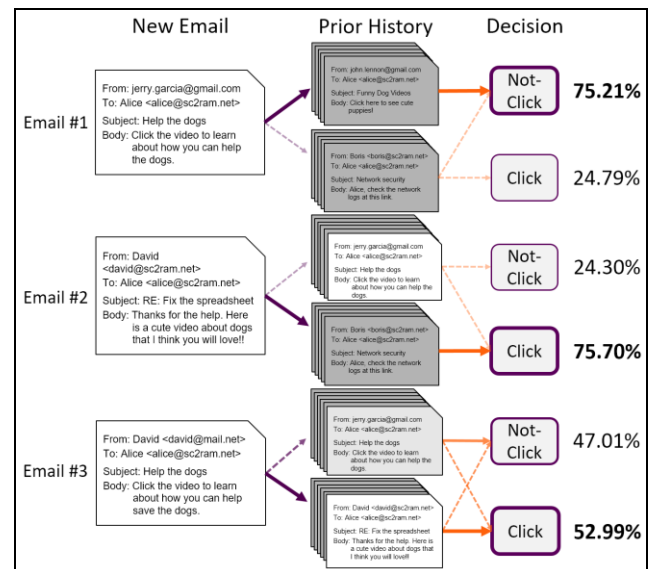 New Email
Prior History
Decision
Email #1
From: jerry.garcia@gmail.com
To: Alice <alice@sc2ram.net>
Subject: Help the dogs
Body: Click the video to learn
about how you can help
the dogs.
From: john.lennon@gmail.com
To: Alice <alice@sc2ram.net>
Subject: Funny Dog Videos
Body: Click here to see cute
puppies!
From: Boris <boris@sc2ram.net>
To: Alice <alice@sc2ram.net>
Subject: Network security
Body: Alice, check the network
logs at this link.
Not-
Click
75.21%
Click
24.79%
Email #2
From: David
<david@sc2ram.net>
To: Alice <alice@sc2ram.net>
Subject: RE: Fix the spreadsheet
Body: Thanks for the help. Here
is a cute video about dogs
that I think you will love!!
From: jerry.garcia@gmail.com
To: Alice <alice@sc2ram.net>
Subject: Help the dogs
Body: Click the video to learn
about how you can help the
dogs.
From: Boris <boris@sc2ram.net>
To: Alice <alice@sc2ram.net>
Subject: Network security
Body: Alice, check the network
logs at this link.
Not-
Click
24.30%
Click
75.70%
Email #3
From: David <david@mail.net>
To: Alice <alice@sc2ram.net>
Subject: Help the dogs
Body: Click the video to learn
about how you can help
save the dogs.
From: jerry.garcia@gmail.com
To: Alice <alice@sc2ram.net>
Subject: Help the dogs
Body: Click the video to learn
about how you can help the
dogs.
From: David <david@sc2ram.net>
To: Alice <alice@sc2ram.net>
Subject: RE: Fix the spreadsheet
Body: Thanks for the help. Here is
a cute video about dogs that
I think you will love!!
Not-
Click
47.01%
Click
52.99%